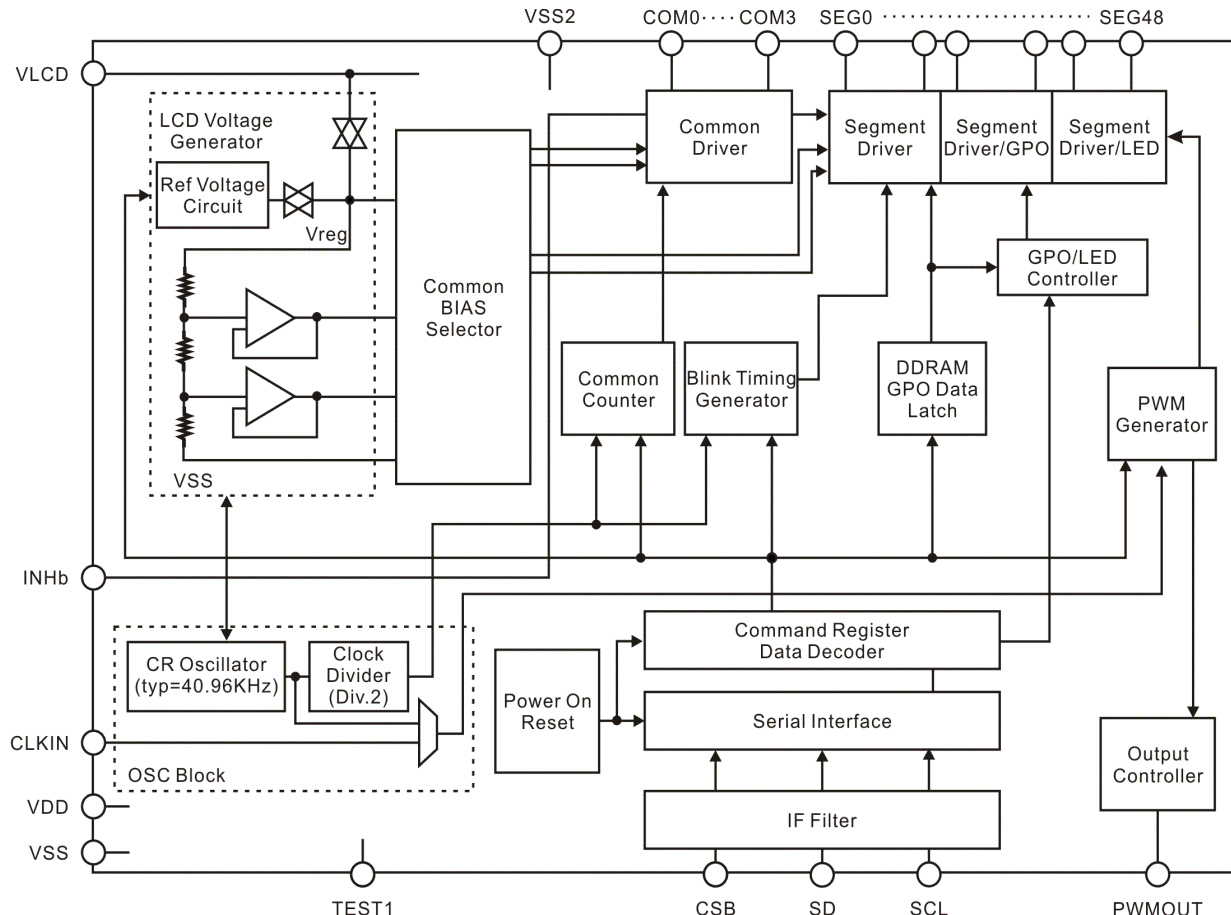 VSS2
COM0····COM3
SEG0 ························ SEG48
VLCD
LCD Voltage
Generator
Ref Voltage
Circuit
Vreg
VSS
Common
BIAS
Selector
Common
Driver
Segment
Driver
Segment
Driver/GPO
Segment
Driver/LED
GPO/LED
Controller
Common
Counter
Blink Timing
Generator
DDRAM
GPO Data
Latch
PWM
Generator
INHb
CR Oscillator
(typ=40.96KHz)
Clock
Divider
(Div.2)
OSC Block
Power On
Reset
Command Register
Data Decoder
Serial Interface
IF Filter
Output
Controller
CLKIN
VDD
VSS
TEST1
CSB
SD
SCL
PWMOUT